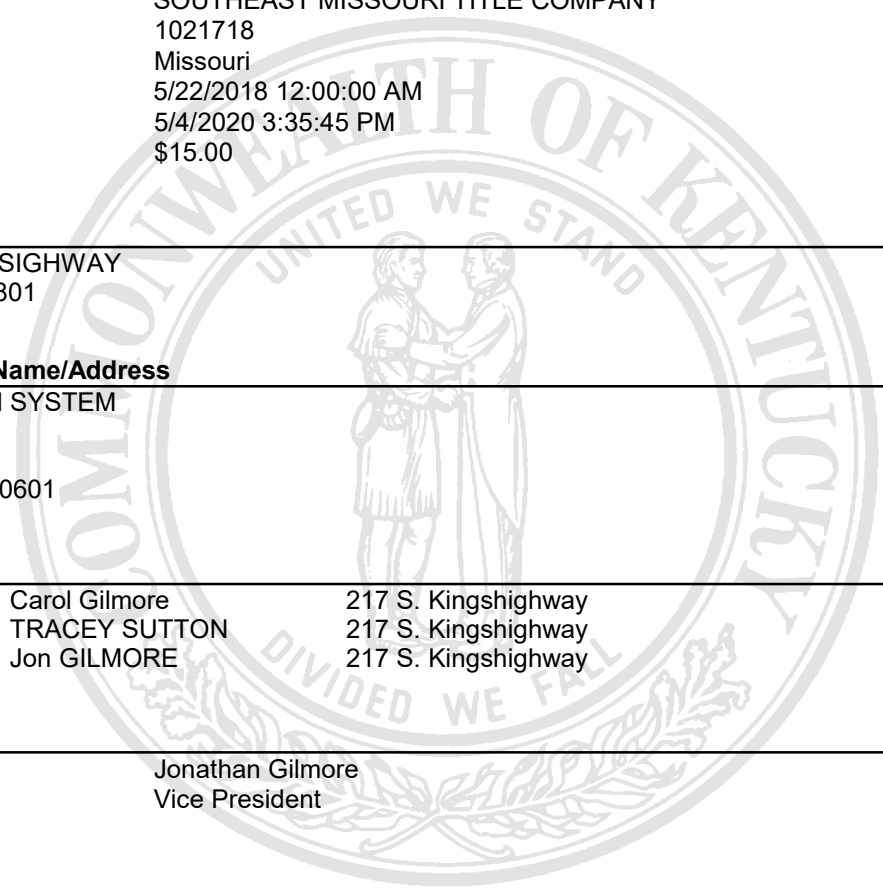 SOUTHEAST MISSOURI TITLE COMPANY
1021718
Missouri
5/22/2018 12:00:00 AM
5/4/2020 3:35:45 PM
$15.00
SIGHWAY
301
Name/Address
SYSTEM
0601
Carol Gilmore 217 S. Kingshighway
TRACEY SUTTON 217 S. Kingshighway
Jon GILMORE 217 S. Kingshighway
Jonathan Gilmore
Vice President
COMMONWEALTH OF KENTUCKY
UNITED WE STAND
DIVIDED WE FALL